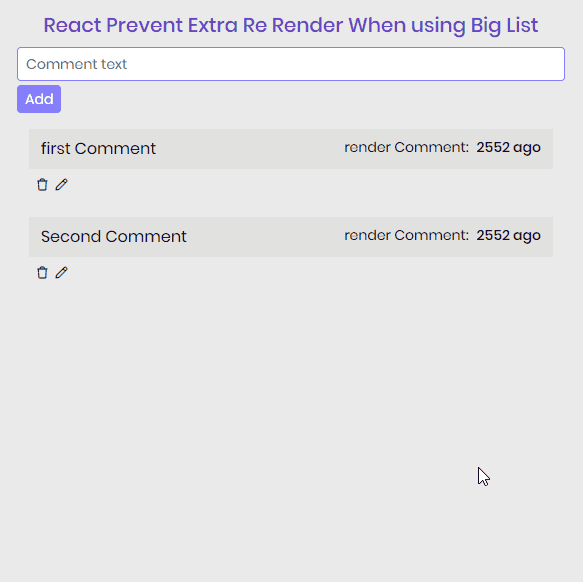 React Prevent Extra Re Render When using Big List
Comment text
Add
first Comment render Comment: 2552 ago
Second Comment render Comment: 2552 ago